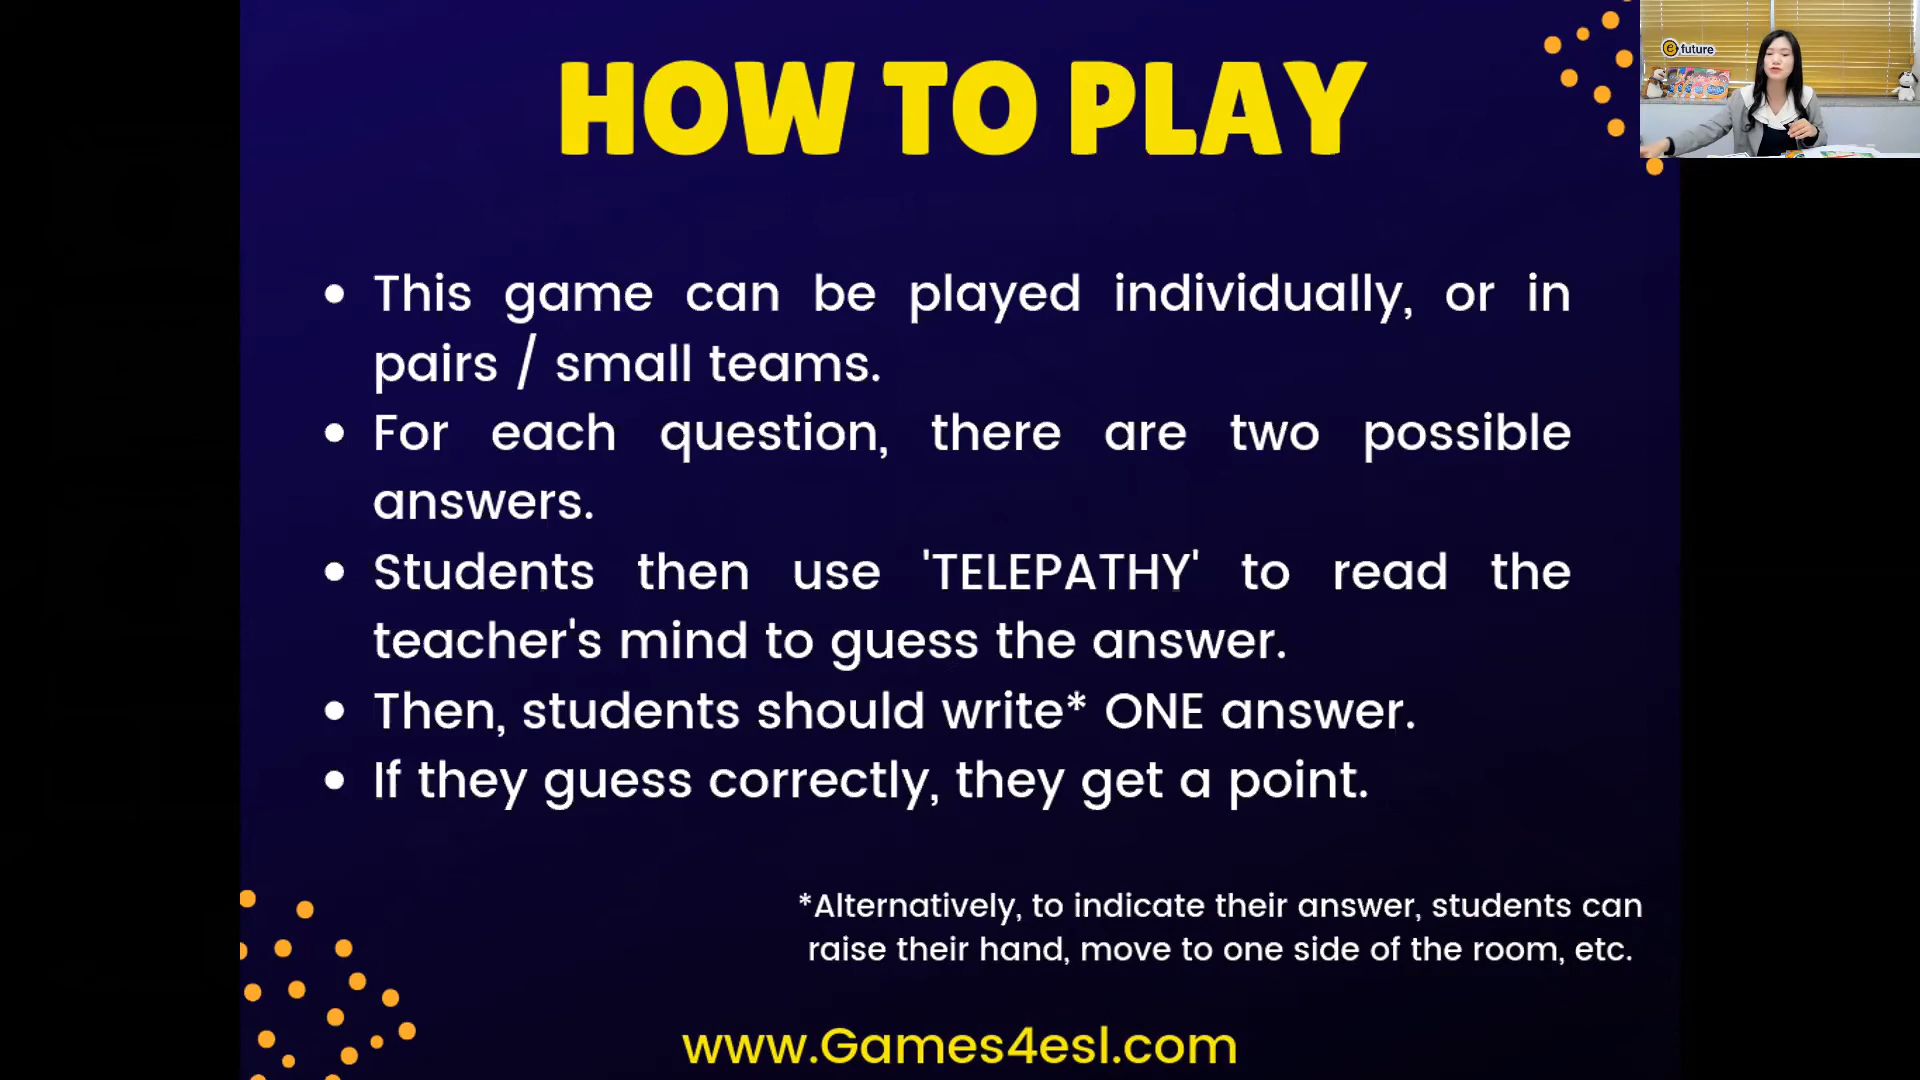 HOW TO PLAY
e future
This game can be played individually, or in
pairs / small teams.
For each question, there are two possible
answers.
Students then use 'TELEPATHY' to read the
teacher's mind to guess the answer.
Then, students should write* ONE answer.
If they guess correctly, they get a point.
*Alternatively, to indicate their answer, students can
raise their hand, move to one side of the room, etc.
www.Games4esl.com